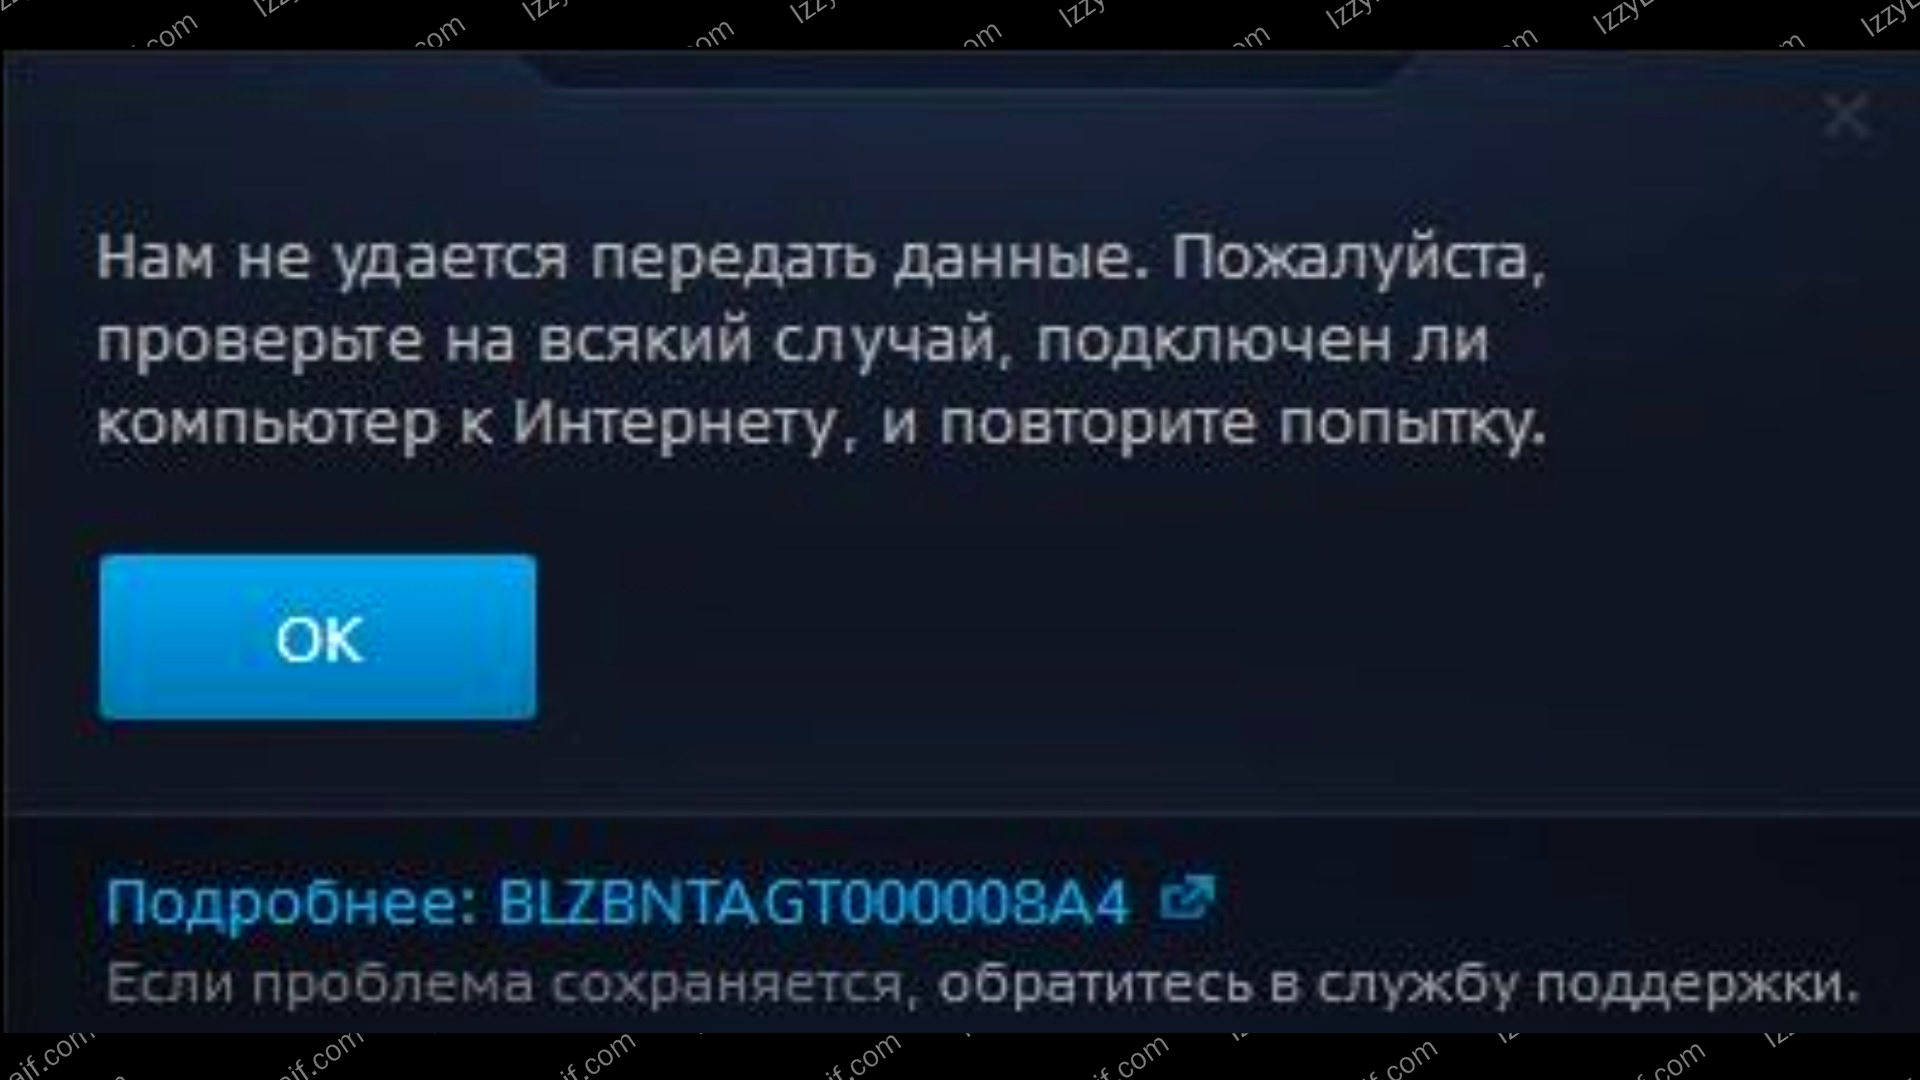 Нам не удается передать данные. Пожалуйста,
проверьте на всякий случай, подключен ли
компьютер к Интернету, и повторите попытку.
OK
Подробнее: BLZBNTAGT000008A4
Если проблема сохраняется, обратитесь в службу поддержки.